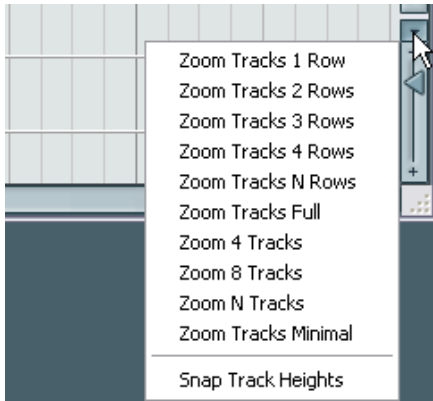 Zoom Tracks 1 Row
Zoom Tracks 2 Rows
Zoom Tracks 3 Rows
Zoom Tracks 4 Rows
Zoom Tracks N Rows
Zoom Tracks Full
Zoom 4 Tracks
Zoom 8 Tracks
Zoom N Tracks
Zoom Tracks Minimal
Snap Track Heights